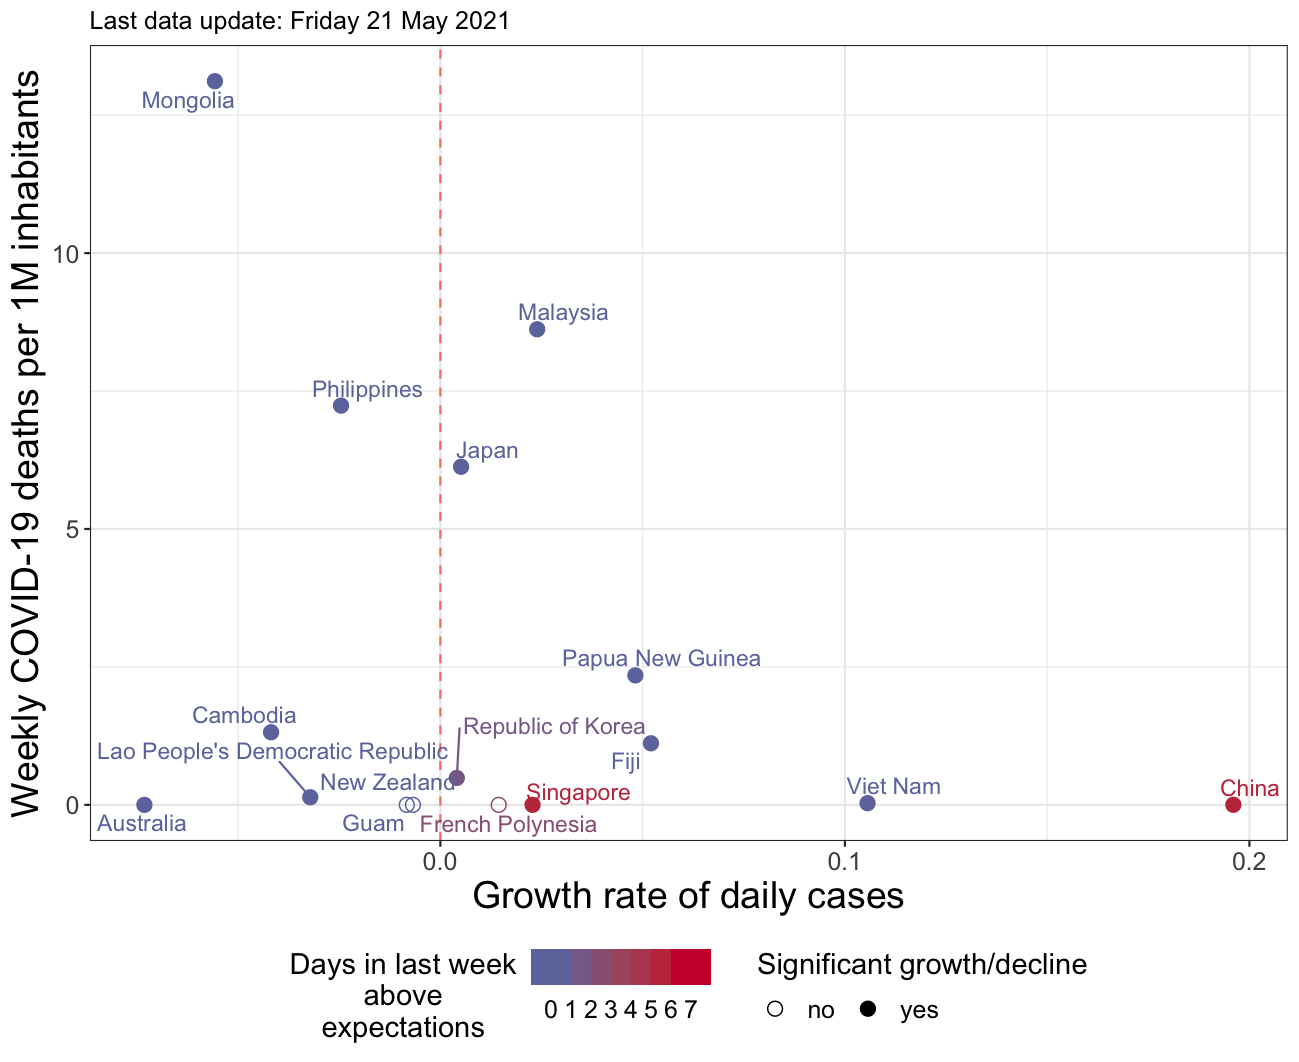 Last data update: Friday 21 May 2021
Weekly COVID-19 deaths per 1M inhabitants
Mongolia
10
Malaysia
Philippines
Japan
5
Papua New Guinea
Cambodia
Republic of Korea
Lao People's Democratic Republic
Fiji
New Zealand
Singapore
Viet Nam
China
0
Australia
Guam
French Polynesia
0.0
0.1
0.2
Growth rate of daily cases
Days in last week
above
expectations
0 1 2 3 4 5 6 7
Significant growth/decline
no
yes